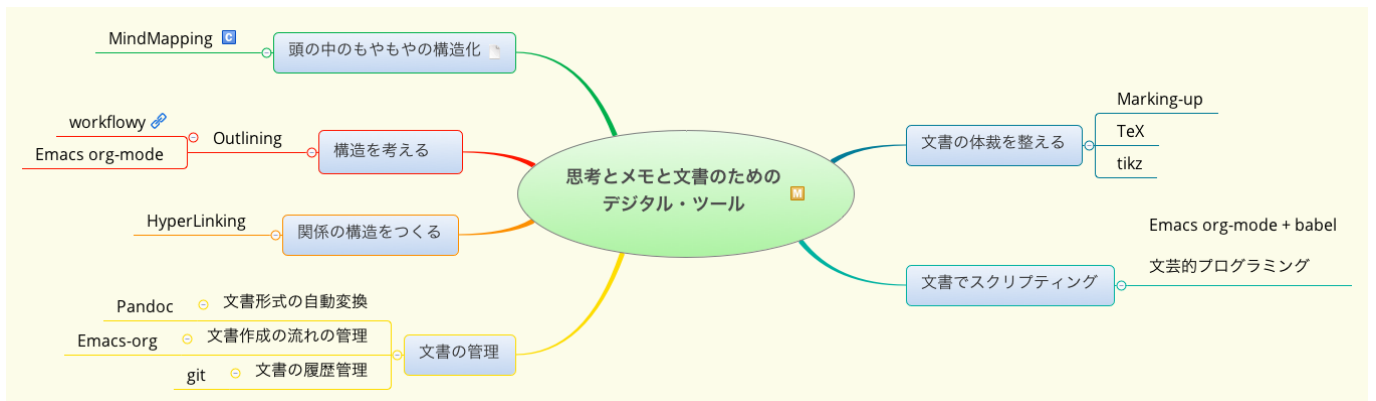 思考とメモと文書のための
デジタル・ツール
M
頭の中のもやもやの構造化
MindMapping C
構造を考える
Outlining
workflowy
Emacs org-mode
関係の構造をつくる
HyperLinking
文書の管理
文書形式の自動変換
Pandoc
文書作成の流れの管理
Emacs-org
文書の履歴管理
git
文書の体裁を整える
Marking-up
TeX
tikz
文書でスクリプティング
Emacs org-mode + babel
文芸的プログラミング